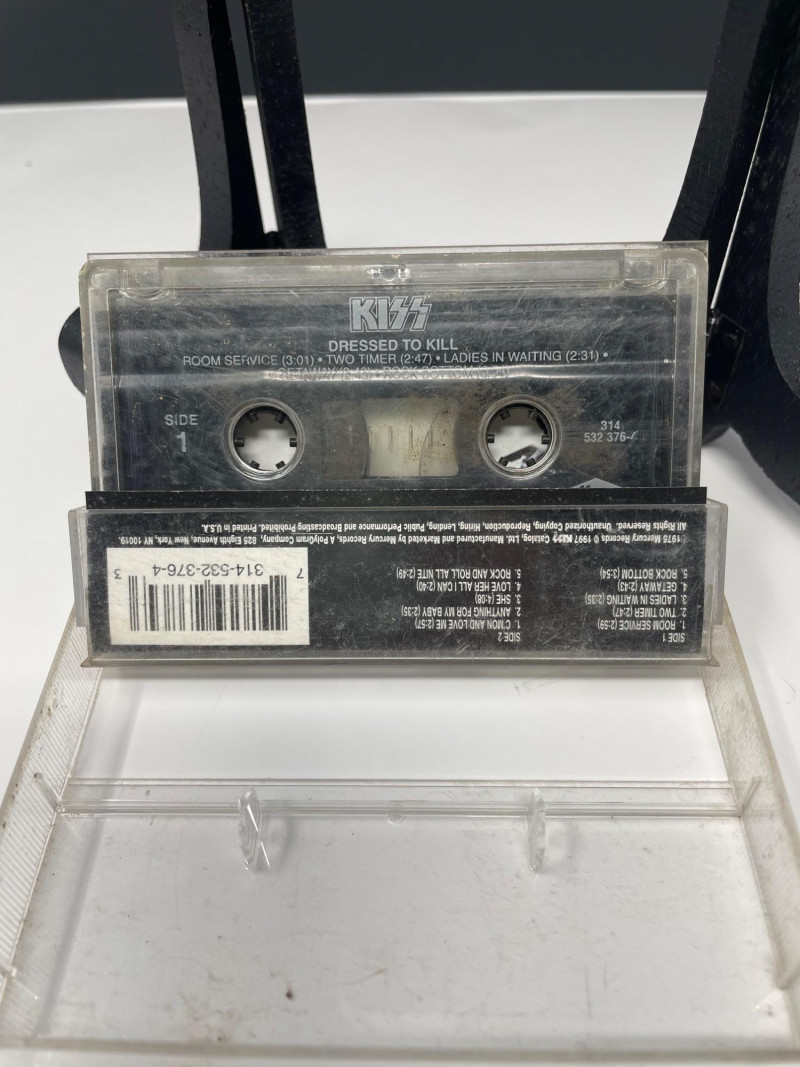 KISS
DRESSED TO KILL
ROOM SERVICE (3:01) • TWO TIMER (2:47) • LADIES IN WAITING (2:31) •
GETAWAY ROCK BOTTOM
SIDE
1
314
532 376-
SIDE 1
1. ROOM SERVICE (2:59)
2. TWO TIMER (2:47
3. LADIES IN WAITING (2:35)
4. GETAWAY (2:43)
5. ROCK BOTTOM (3:54)
SIDE 2
1. C'MON AND LOVE ME (2:57)
2. ANYTHING FOR MY BABY (2:35)
3. SHE (4:08)
4. LOVE HER ALL I CAN (2:40)
5. ROCK AND ROLL ALL NITE (2:49)
7 314-532-376-4 3
1975 Mercury Records © 1997 KISS Catalog, Ltd. Manufactured and Marketed by Mercury Records, A PolyGram Company, 825 Eighth Avenue, New York, NY 10019.
All Rights Reserved. Unauthorized Copying, Reproduction, Hiring, Lending, Public Performance and Broadcasting Prohibited. Printed in U.S.A.